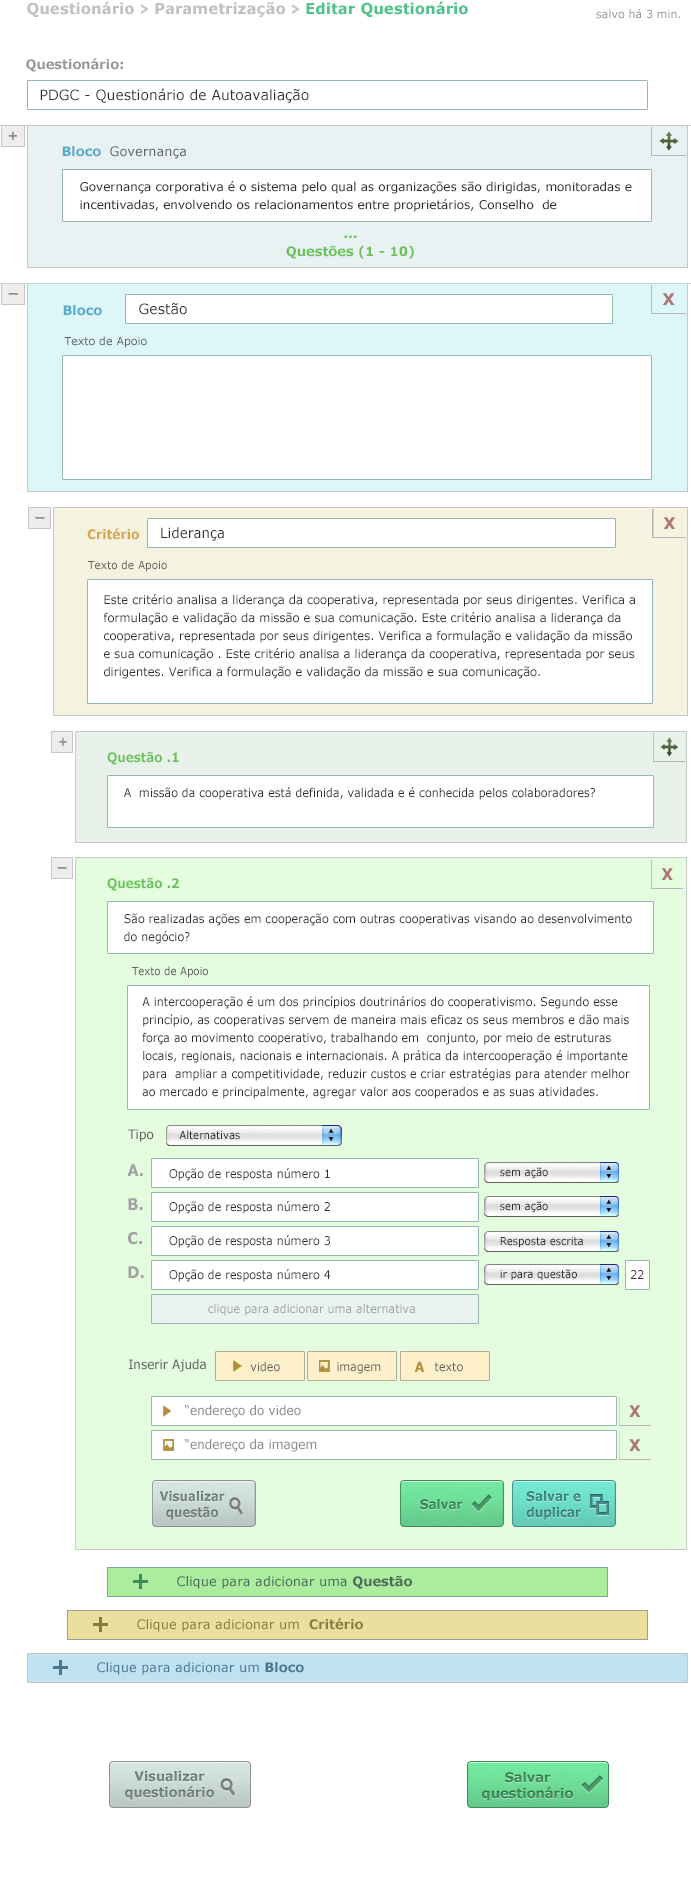 Questionário > Parametrização > Editar Questionário
salvo há 3 min.
Questionário:
PDGC - Questionário de Autoavaliação
+
Bloco Governança
Governança corporativa é o sistema pelo qual as organizações são dirigidas, monitoradas e
incentivadas, envolvendo os relacionamentos entre proprietários, Conselho de
...
Questões (1 - 10)
−
X
Bloco Gestão
Texto de Apoio
−
X
Critério Liderança
Texto de Apoio
Este critério analisa a liderança da cooperativa, representada por seus dirigentes. Verifica a
formulação e validação da missão e sua comunicação. Este critério analisa a liderança da
cooperativa, representada por seus dirigentes. Verifica a formulação e validação da missão
e sua comunicação . Este critério analisa a liderança da cooperativa, representada por seus
dirigentes. Verifica a formulação e validação da missão e sua comunicação.
+
Questão .1
A missão da cooperativa está definida, validada e é conhecida pelos colaboradores?
−
X
Questão .2
São realizadas ações em cooperação com outras cooperativas visando ao desenvolvimento
do negócio?
Texto de Apoio
A intercooperação é um dos princípios doutrinários do cooperativismo. Segundo esse
princípio, as cooperativas servem de maneira mais eficaz os seus membros e dão mais
força ao movimento cooperativo, trabalhando em conjunto, por meio de estruturas
locais, regionais, nacionais e internacionais. A prática da intercooperação é importante
para ampliar a competitividade, reduzir custos e criar estratégias para atender melhor
ao mercado e principalmente, agregar valor aos cooperados e as suas atividades.
Tipo Alternativas
A. Opção de resposta número 1 sem ação
B. Opção de resposta número 2 sem ação
C. Opção de resposta número 3 Resposta escrita
D. Opção de resposta número 4 ir para questão 22
clique para adicionar uma alternativa
Inserir Ajuda video imagem A texto
“endereço do video X
“endereço da imagem X
Visualizar
questão
Salvar
Salvar e
duplicar
+ Clique para adicionar uma Questão
+ Clique para adicionar um Critério
+ Clique para adicionar um Bloco
Visualizar
questionário
Salvar
questionário